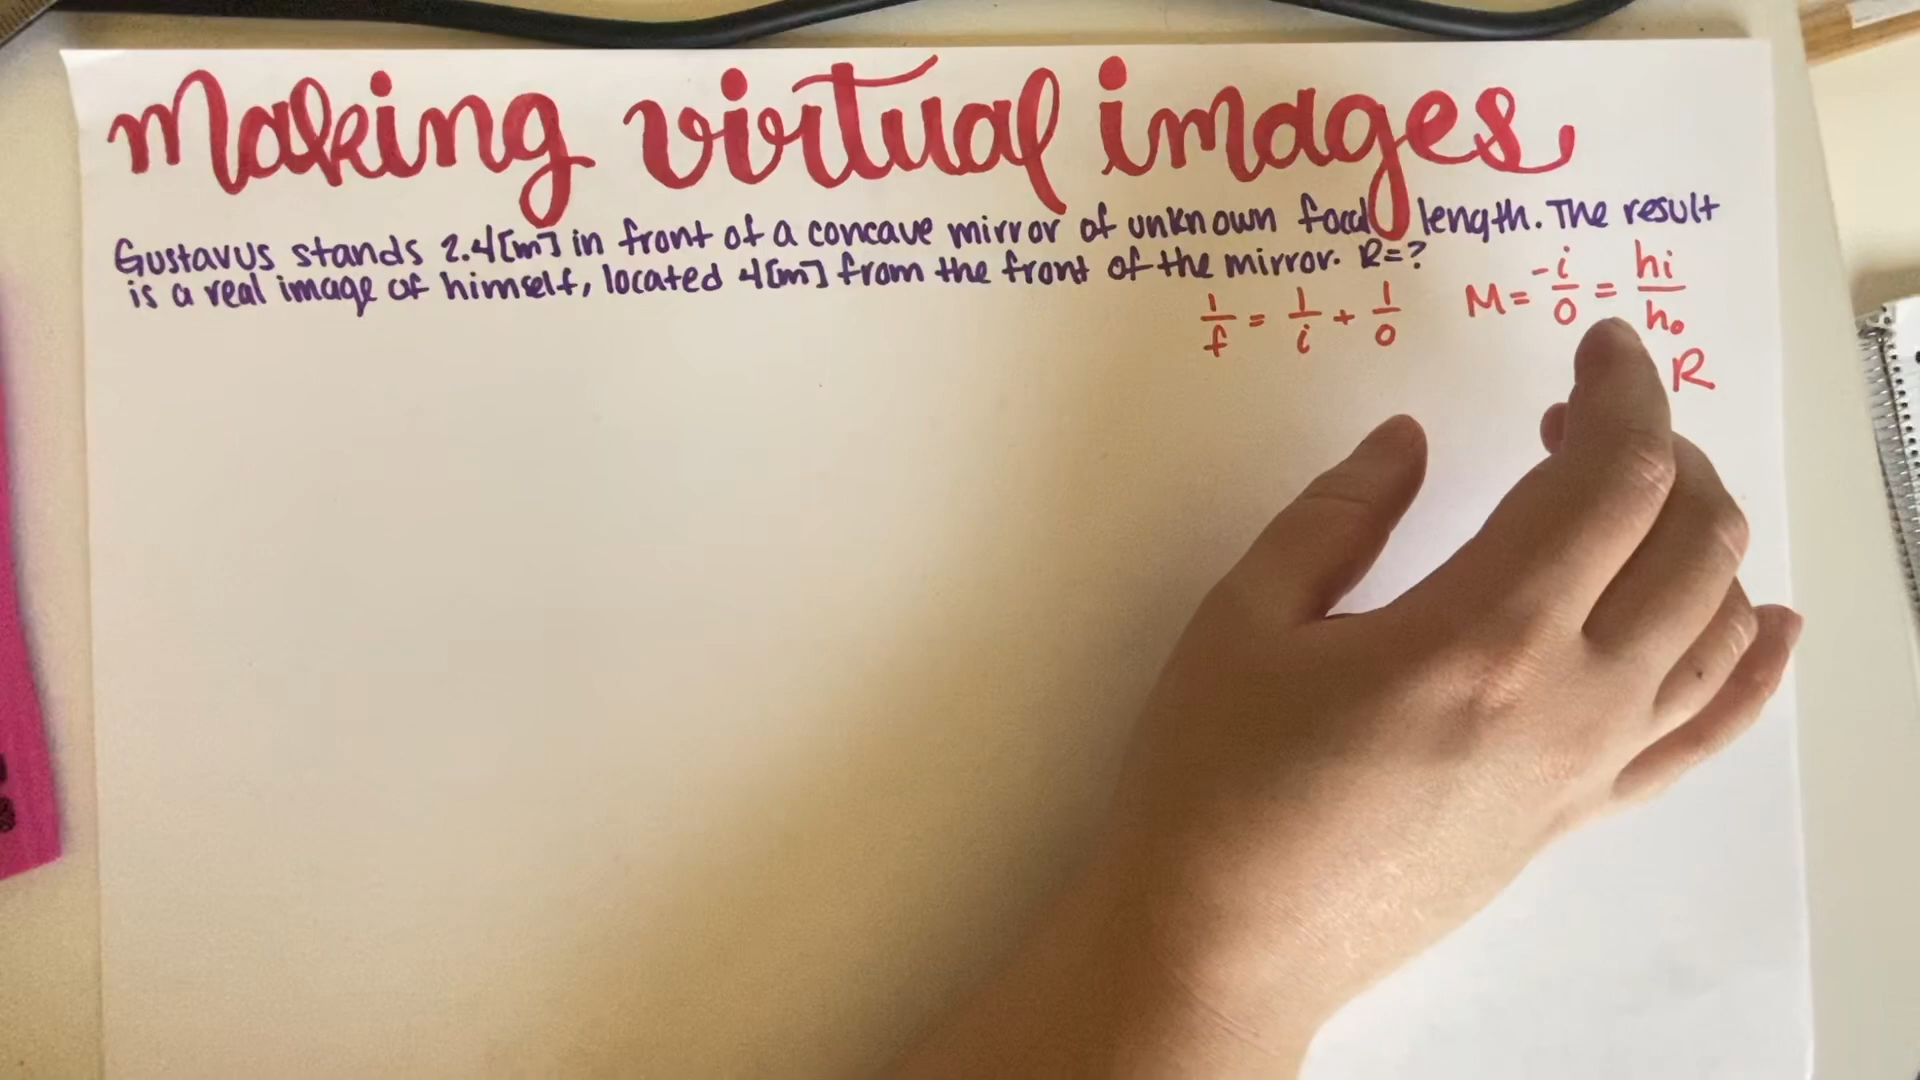 Making virtual images
Gustavus stands 2.4[m] in front of a concave mirror of unknown focal length. The result
is a real image of himself, located 4[m] from the front of the mirror. R=?
1/f = 1/i + 1/o
M = -i/o = hi/ho
R